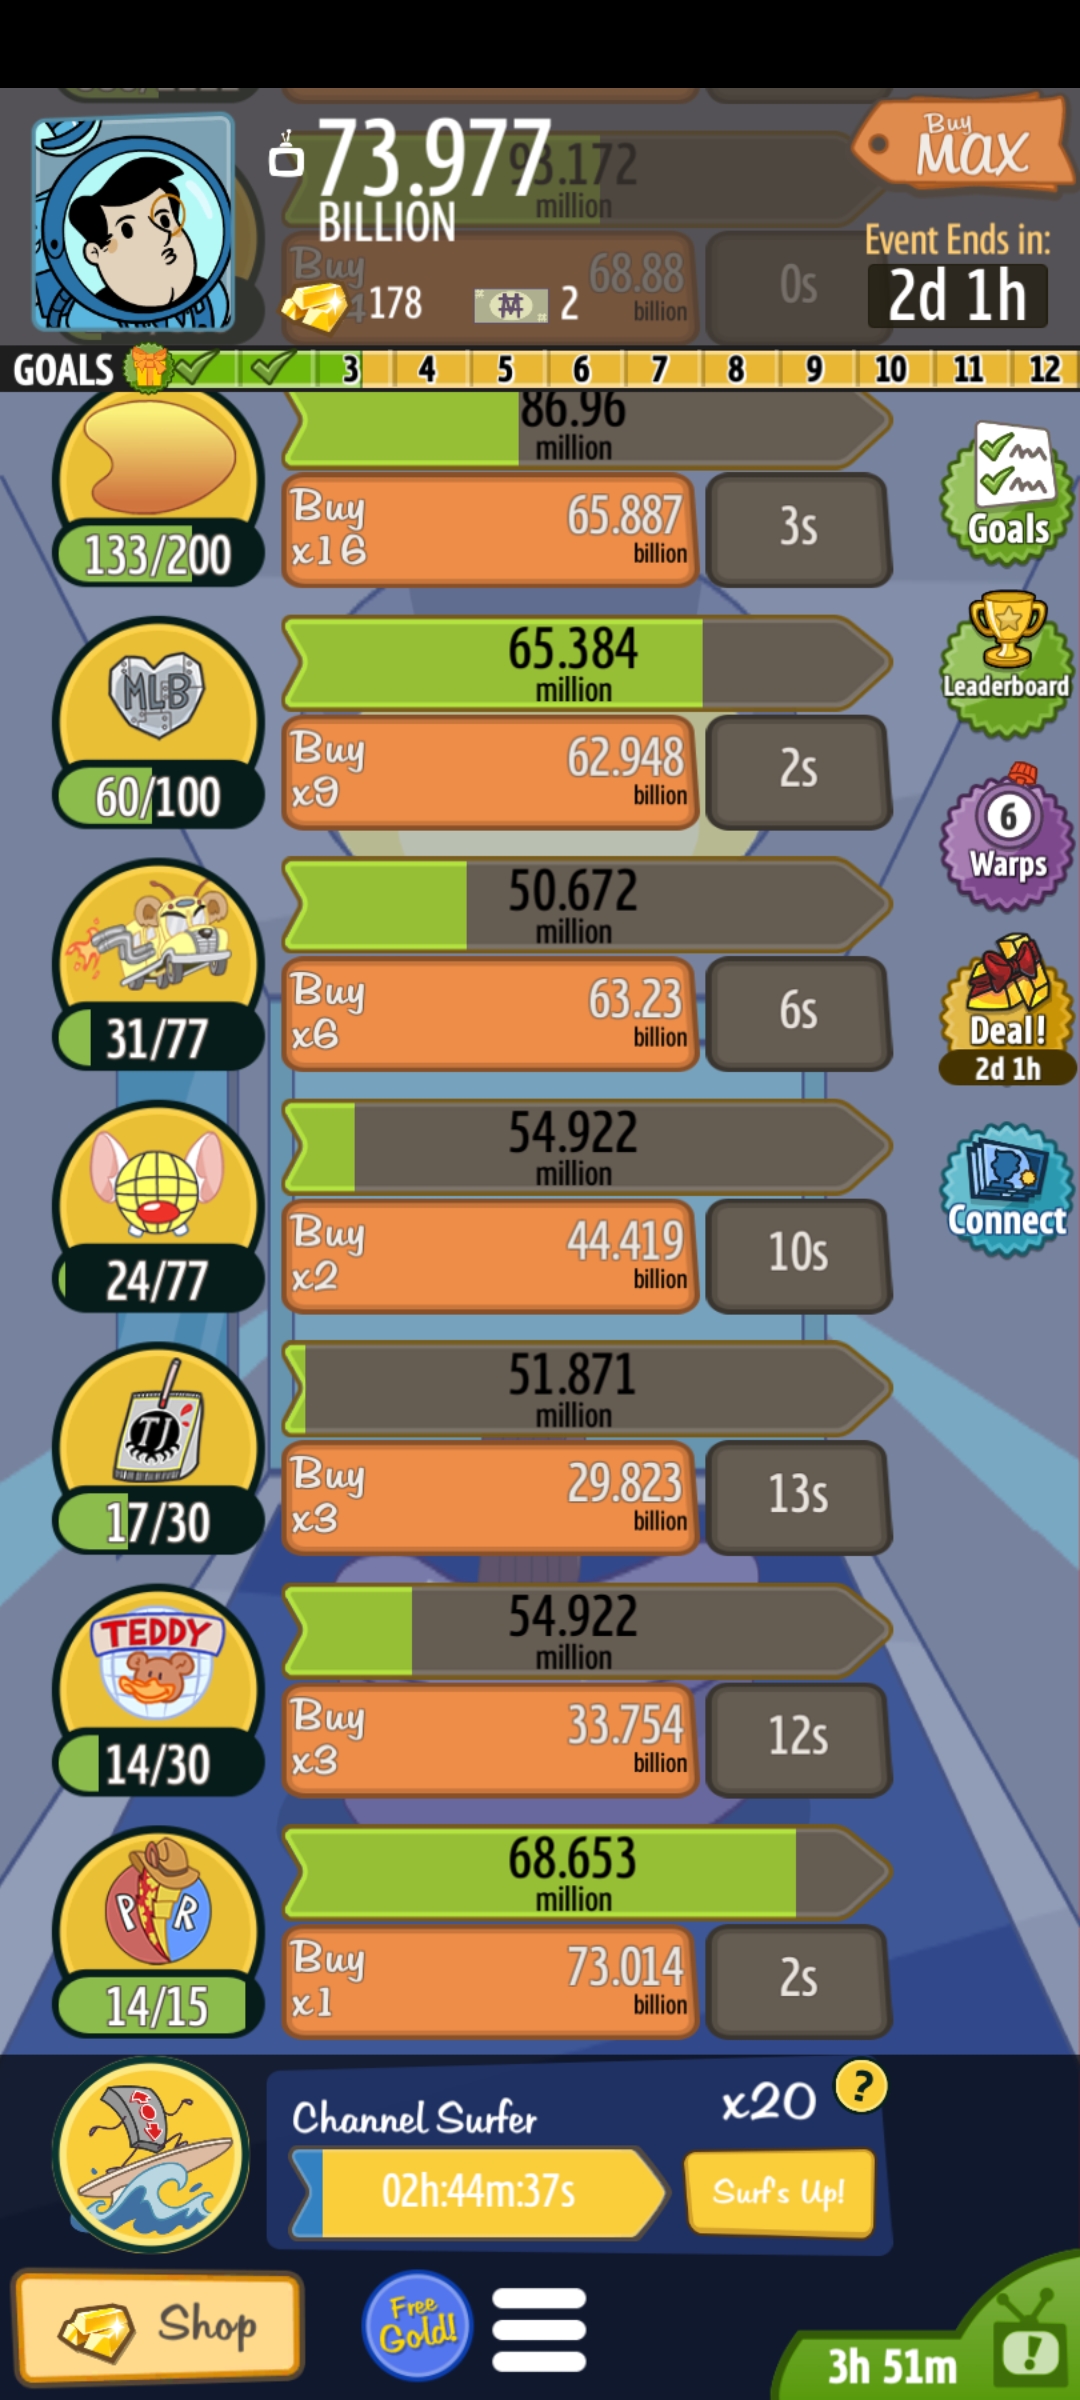 73.977
BILLION
93.172
million
Buy
68.88
billion
0s
178
2
Buy
MAX
Event Ends in:
2d 1h
GOALS 3 4 5 6 7 8 9 10 11 12
86.96
million
133/200
Buy
x16
65.887
billion
3s
Goals
65.384
million
60/100
Buy
x9
62.948
billion
2s
MLB
Leaderboard
50.672
million
31/77
Buy
x6
63.23
billion
6s
6
Warps
Deal!
2d 1h
54.922
million
24/77
Buy
x2
44.419
billion
10s
Connect
51.871
million
TJ
17/30
Buy
x3
29.823
billion
13s
54.922
million
TEDDY
14/30
Buy
x3
33.754
billion
12s
68.653
million
P R
14/15
Buy
x1
73.014
billion
2s
Channel Surfer
x20
?
02h:44m:37s
Surf's Up!
Shop
Free
Gold!
3h 51m
!